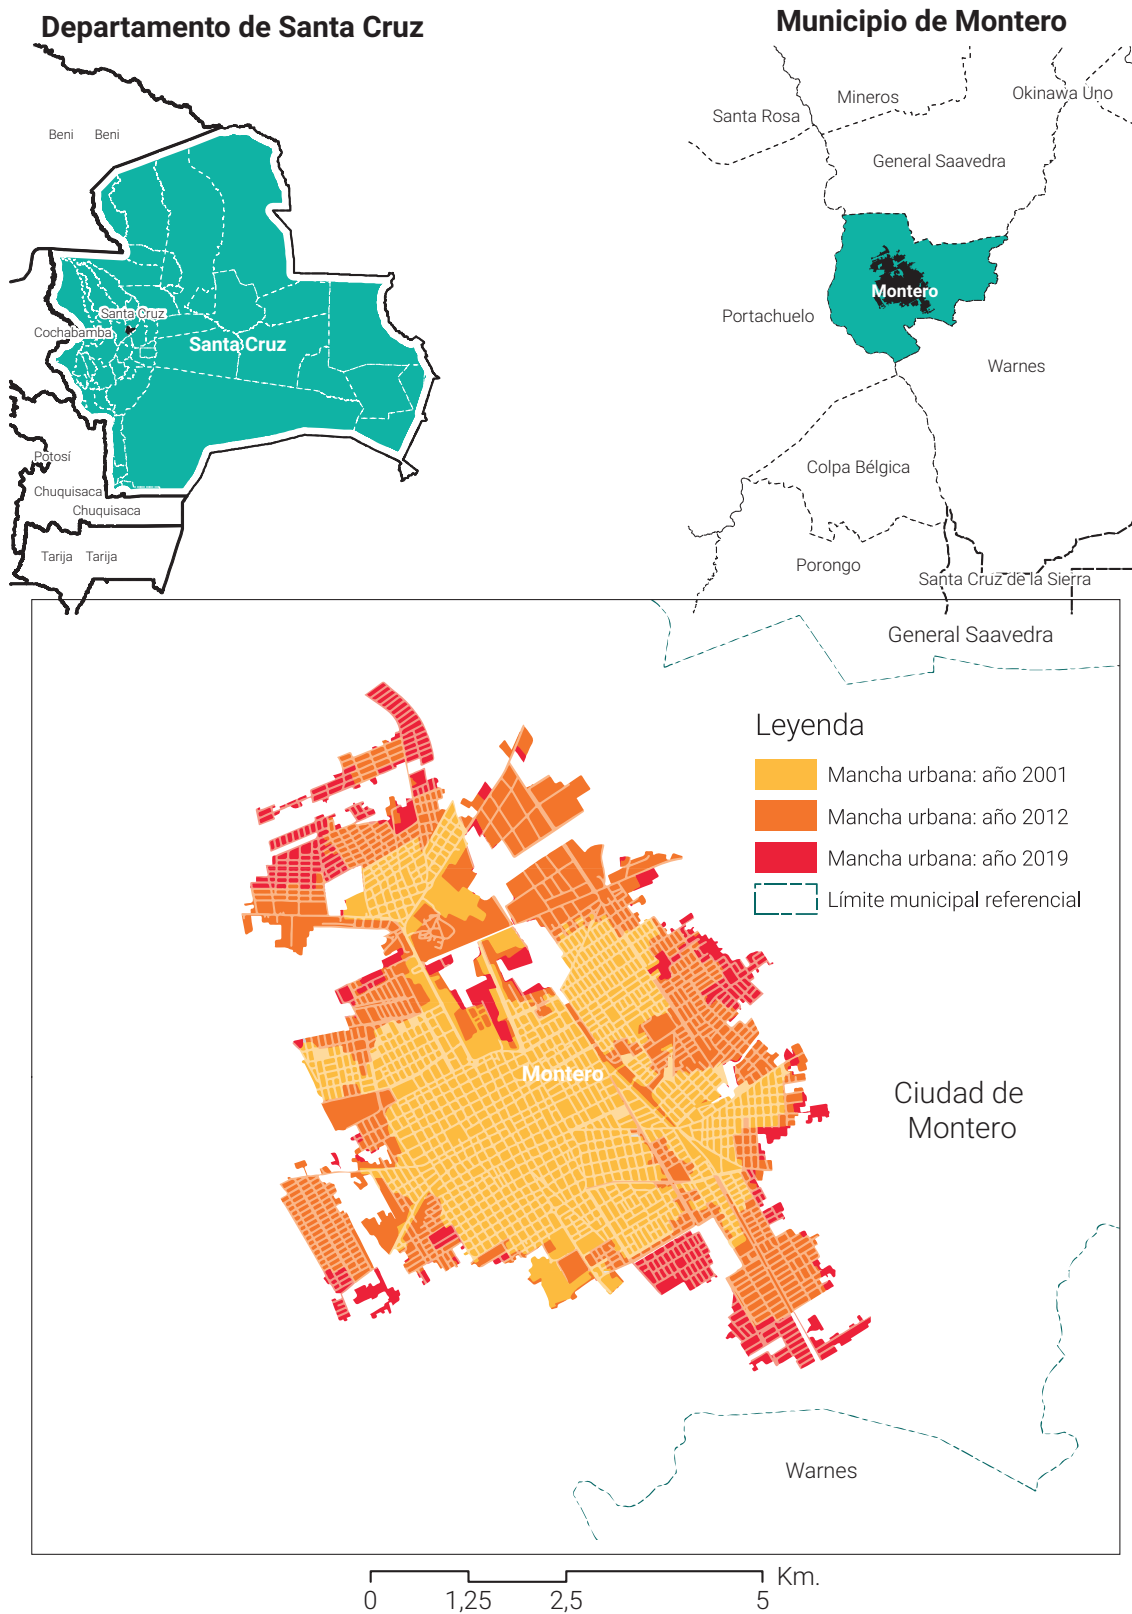 Departamento de Santa Cruz
Beni Beni
Santa Cruz
Cochabamba
Santa Cruz
Potosí
Chuquisaca
Chuquisaca
Tarija Tarija
Municipio de Montero
Okinawa Uno
Mineros
Santa Rosa
General Saavedra
Montero
Portachuelo
Warnes
Colpa Bélgica
Porongo
Santa Cruz de la Sierra
General Saavedra
Leyenda
Mancha urbana: año 2001
Mancha urbana: año 2012
Mancha urbana: año 2019
Límite municipal referencial
Montero
Ciudad de
Montero
Warnes
Km.
0 1,25 2,5 5